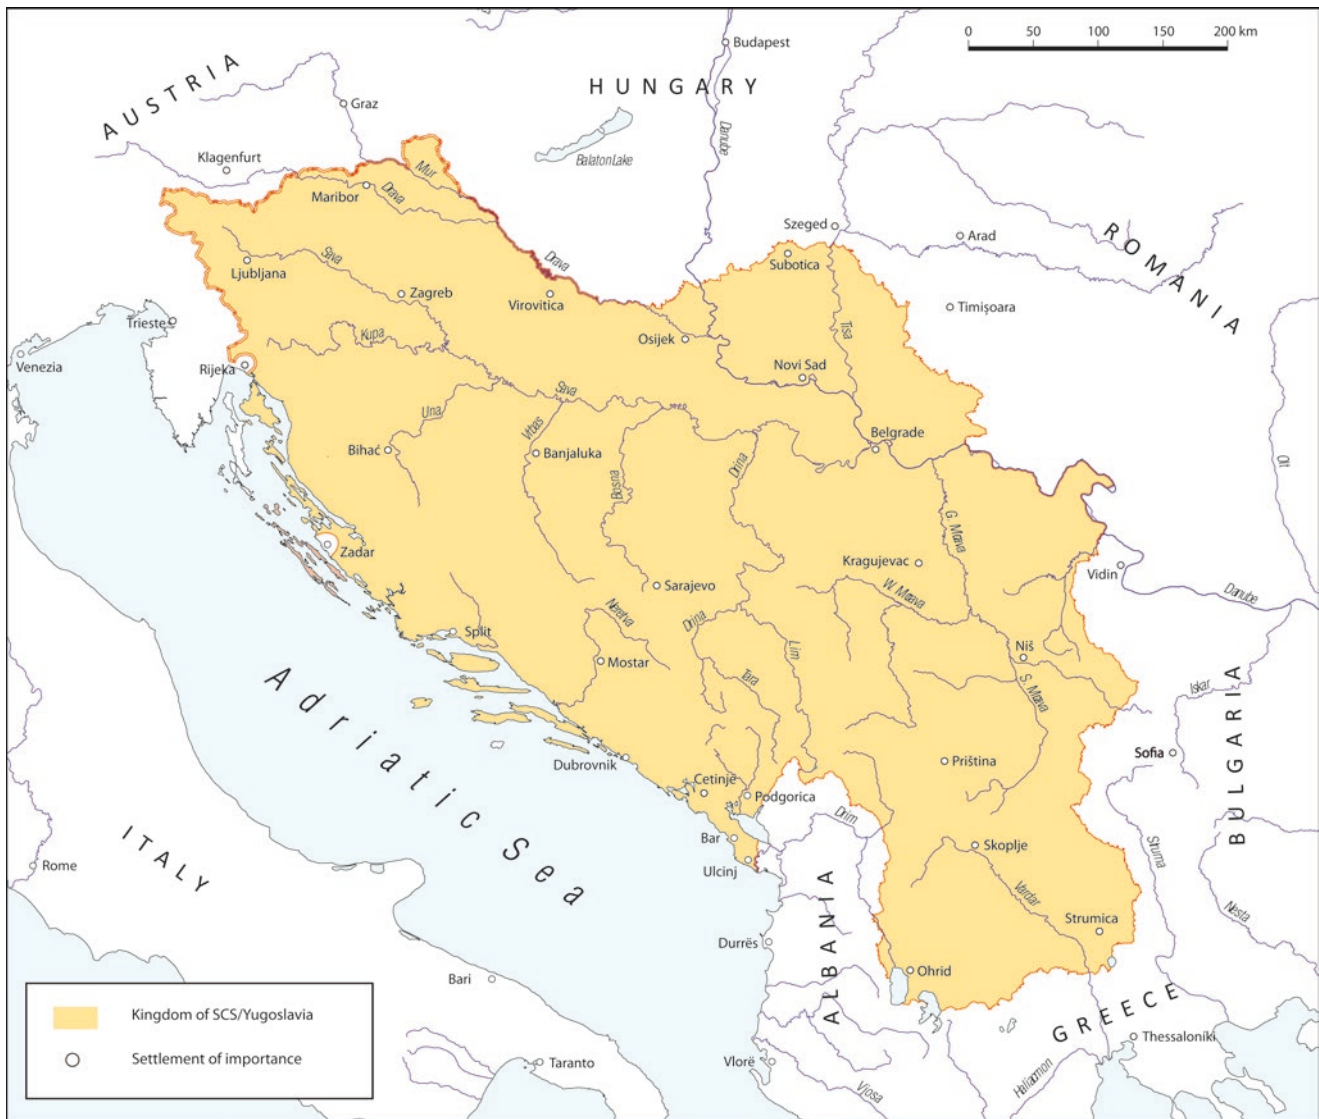 0 50 100 150 200 km
Budapest
HUNGARY
AUSTRIA
Graz
Danube
Balaton Lake
Klagenfurt
Mur
Maribor
Drava
Szeged
Arad
ROMANIA
Subotica
Drava
Ljubljana
Sava
Zagreb
Virovitica
Timișoara
Trieste
Kupa
Osijek
Tisa
Venezia
Rijeka
Novi Sad
Sava
Una
Vrbas
Belgrade
Bihać
Banjaluka
Bosna
Drina
Olt
G. Morava
Zadar
Kragujevac
Vidin
Sarajevo
W. Morava
Danube
Neretva
Drina
Split
Lim
Niš
Mostar
Tara
S. Morava
Iskar
BULGARIA
Adriatic Sea
Dubrovnik
Priština
Sofia
Cetinje
Podgorica
Drim
Bar
Skoplje
Struma
ITALY
Rome
Ulcinj
Vardar
Nesta
Strumica
ALBANIA
Durrës
Bari
Ohrid
GREECE
Kingdom of SCS/Yugoslavia
Settlement of importance
Taranto
Vlorë
Vjosa
Haliacmon
Thessaloniki